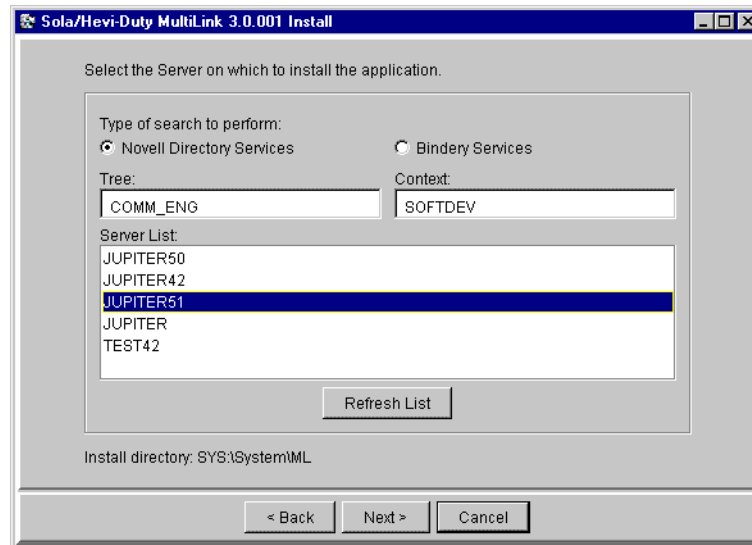 Sola/Hevi-Duty MultiLink 3.0.001 Install
Select the Server on which to install the application.
Type of search to perform:
Novell Directory Services Bindery Services
Tree: Context:
COMM_ENG SOFTDEV
Server List:
JUPITER50
JUPITER42
JUPITER51
JUPITER
TEST42
Refresh List
Install directory: SYS:\System\ML
< Back Next > Cancel